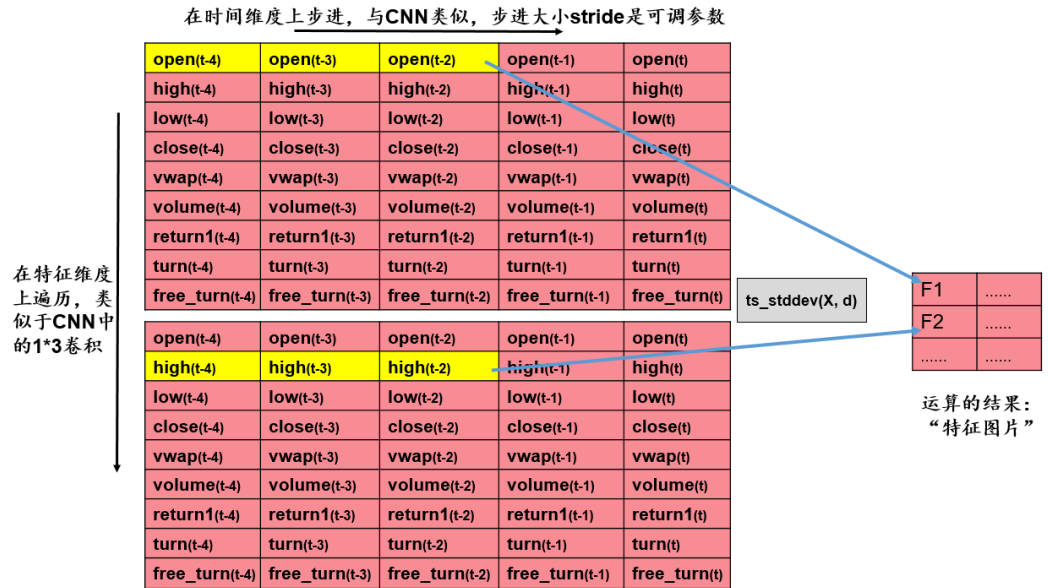 在时间维度上步进，与CNN类似，步进大小stride是可调参数
open(t-4) open(t-3) open(t-2) open(t-1) open(t)
high(t-4) high(t-3) high(t-2) high(t-1) high(t)
low(t-4) low(t-3) low(t-2) low(t-1) low(t)
close(t-4) close(t-3) close(t-2) close(t-1) close(t)
vwap(t-4) vwap(t-3) vwap(t-2) vwap(t-1) vwap(t)
volume(t-4) volume(t-3) volume(t-2) volume(t-1) volume(t)
return1(t-4) return1(t-3) return1(t-2) return1(t-1) return1(t)
turn(t-4) turn(t-3) turn(t-2) turn(t-1) turn(t)
free_turn(t-4) free_turn(t-3) free_turn(t-2) free_turn(t-1) free_turn(t)
在特征维度
上遍历，类
似于CNN中
的1*3卷积
open(t-4) open(t-3) open(t-2) open(t-1) open(t)
high(t-4) high(t-3) high(t-2) high(t-1) high(t)
low(t-4) low(t-3) low(t-2) low(t-1) low(t)
close(t-4) close(t-3) close(t-2) close(t-1) close(t)
vwap(t-4) vwap(t-3) vwap(t-2) vwap(t-1) vwap(t)
volume(t-4) volume(t-3) volume(t-2) volume(t-1) volume(t)
return1(t-4) return1(t-3) return1(t-2) return1(t-1) return1(t)
turn(t-4) turn(t-3) turn(t-2) turn(t-1) turn(t)
free_turn(t-4) free_turn(t-3) free_turn(t-2) free_turn(t-1) free_turn(t)
ts_stddev(X, d)
F1 ......
F2 ......
...... ......
运算的结果：
“特征图片”